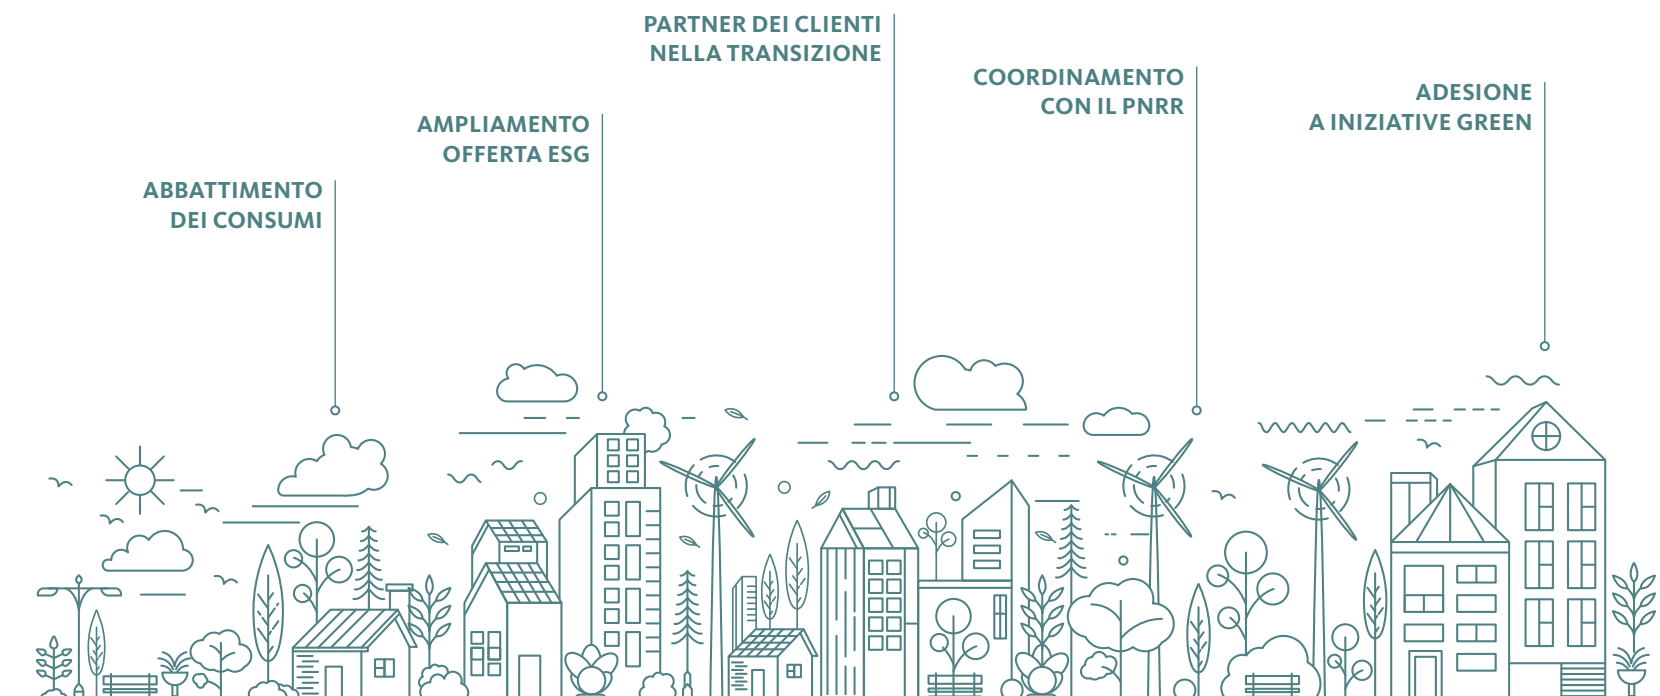 ABBATTIMENTO
DEI CONSUMI
AMPLIAMENTO
OFFERTA ESG
PARTNER DEI CLIENTI
NELLA TRANSIZIONE
COORDINAMENTO
CON IL PNRR
ADESIONE
A INIZIATIVE GREEN